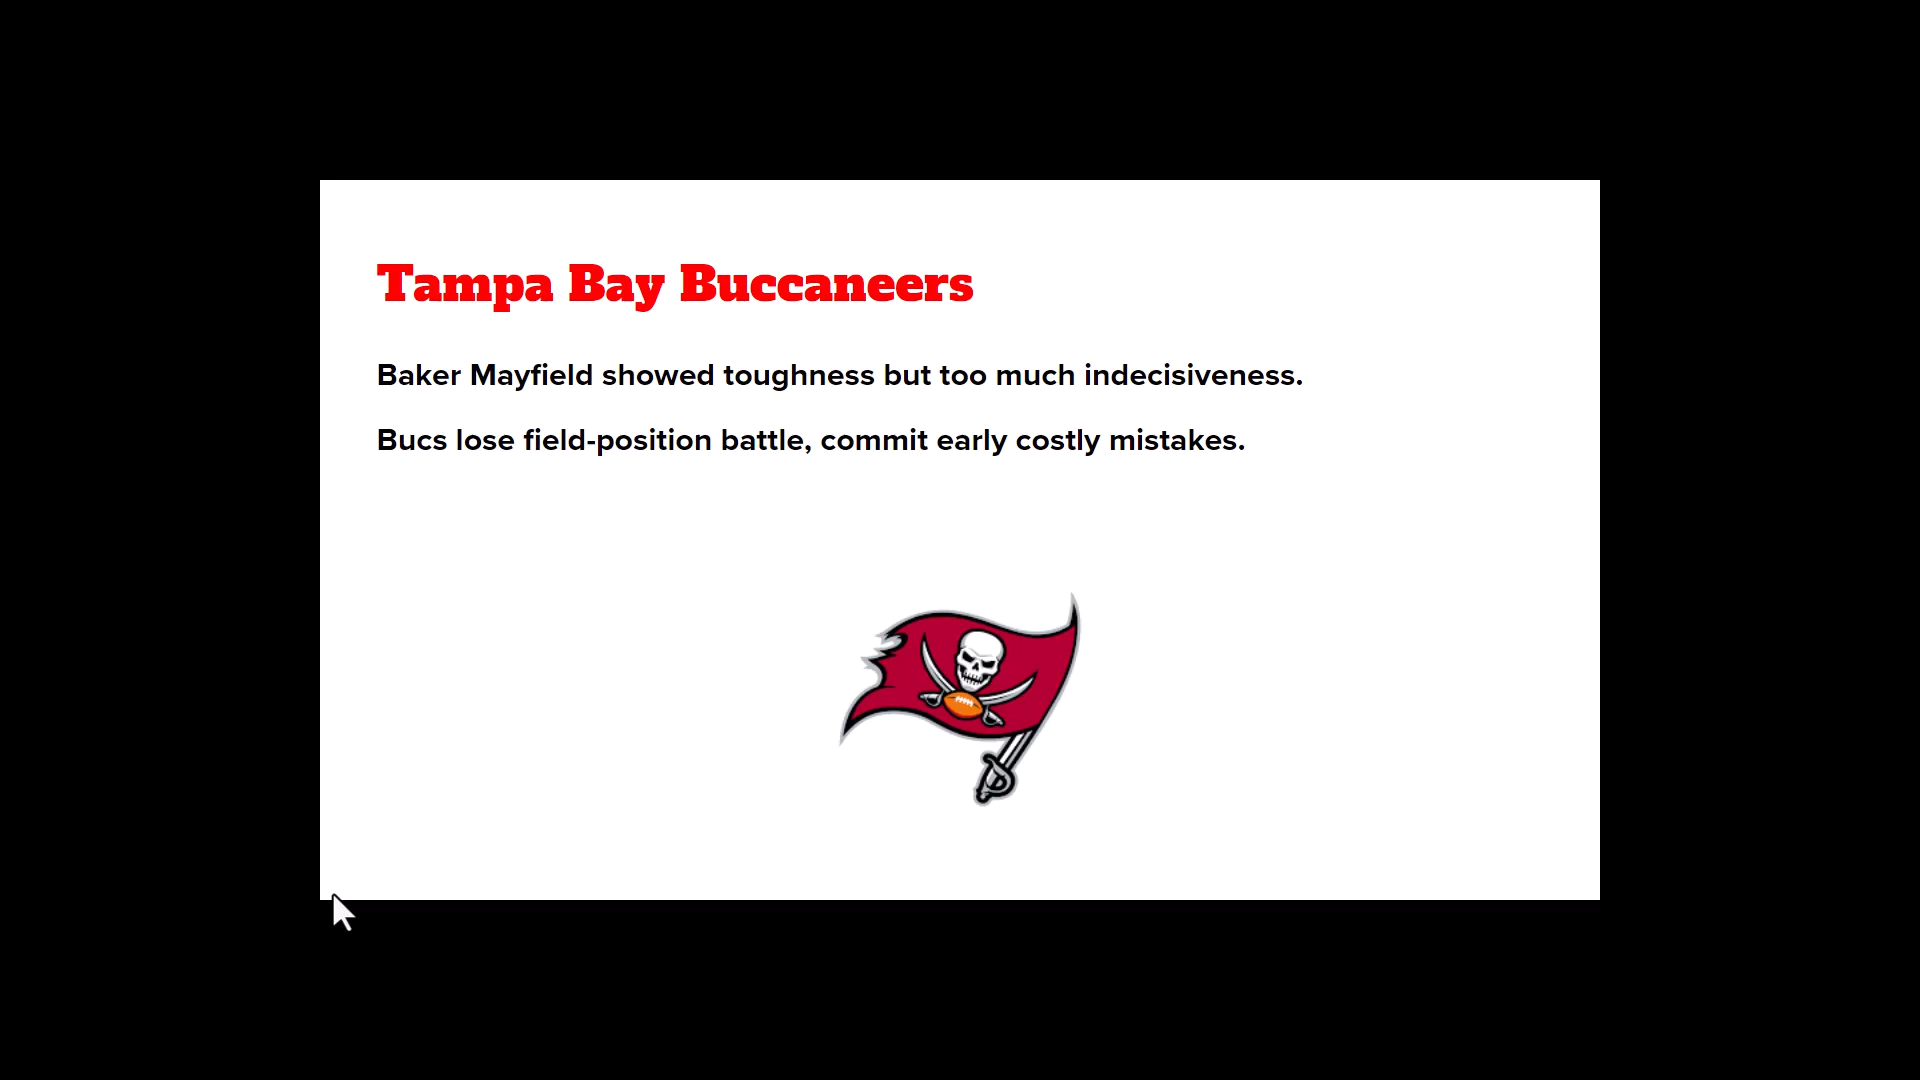 Tampa Bay Buccaneers
Baker Mayfield showed toughness but too much indecisiveness.
Bucs lose field-position battle, commit early costly mistakes.